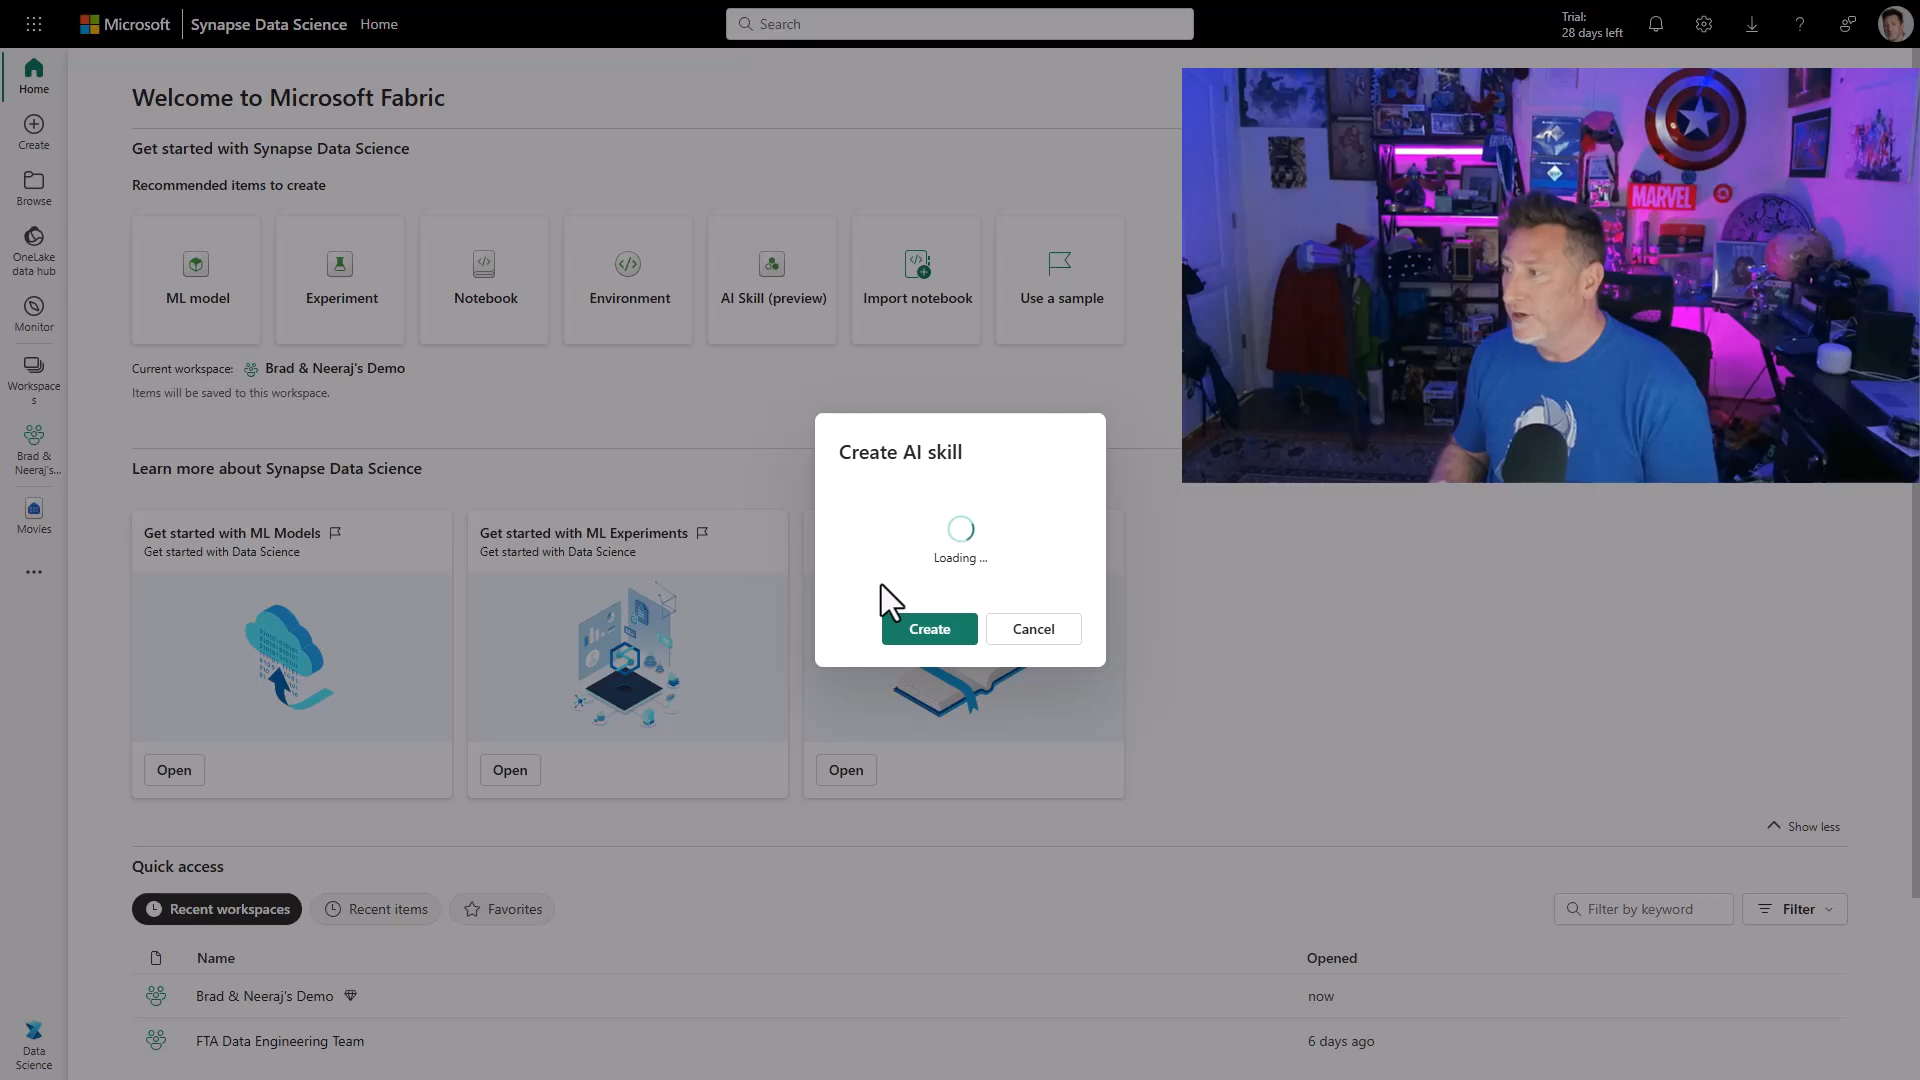 Microsoft
Synapse Data Science
Home
Search
Trial:
28 days left
Home
Create
Browse
OneLake
data hub
Monitor
Workspace
s
Brad &
Neeraj's...
Movies
Data
Science
Welcome to Microsoft Fabric
Get started with Synapse Data Science
Recommended items to create
ML model
Experiment
Notebook
Environment
AI Skill (preview)
Import notebook
Use a sample
Current workspace: Brad & Neeraj's Demo
Items will be saved to this workspace.
MARVEL
Learn more about Synapse Data Science
Create AI skill
Loading ...
Create
Cancel
Get started with ML Models
Get started with Data Science
Open
Get started with ML Experiments
Get started with Data Science
Open
Open
Show less
Quick access
Recent workspaces
Recent items
Favorites
Filter by keyword
Filter
Name
Opened
Brad & Neeraj's Demo
now
FTA Data Engineering Team
6 days ago